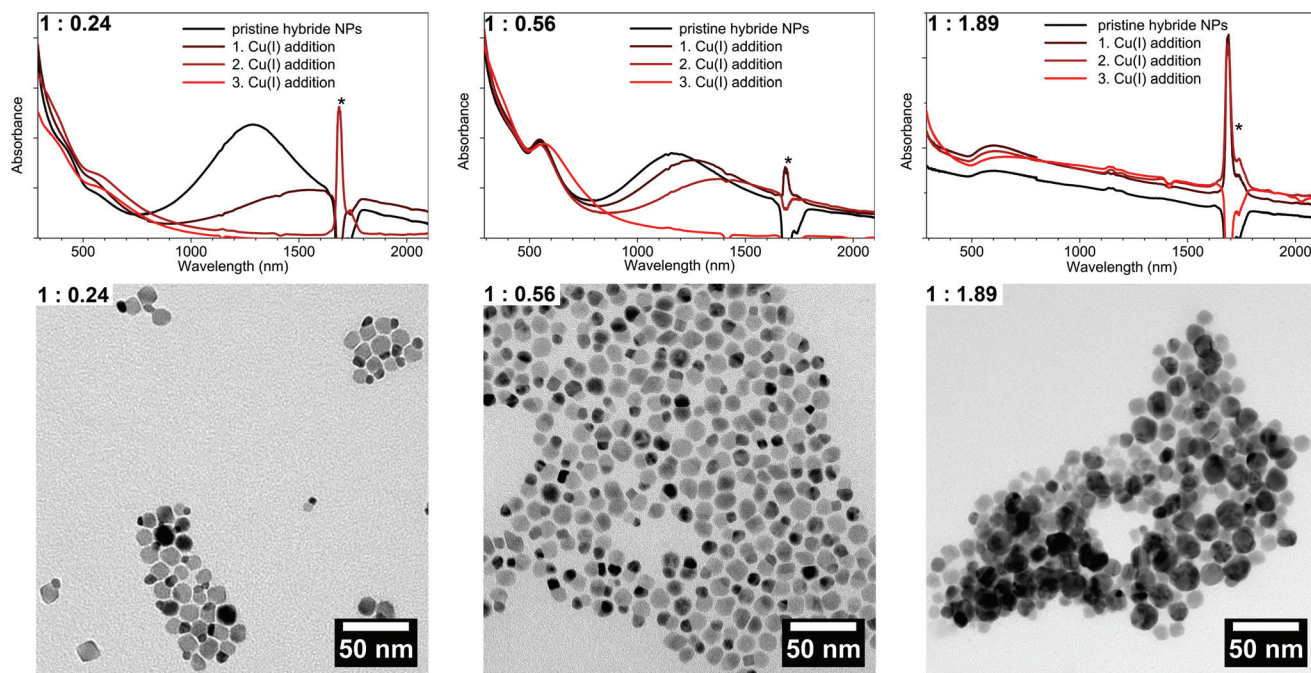 1 : 0.24
pristine hybride NPs
1. Cu(I) addition
2. Cu(I) addition
3. Cu(I) addition
*
Absorbance
500
1000
1500
2000
Wavelength (nm)
1 : 0.56
pristine hybride NPs
1. Cu(I) addition
2. Cu(I) addition
3. Cu(I) addition
*
Absorbance
500
1000
1500
2000
Wavelength (nm)
1 : 1.89
pristine hybride NPs
1. Cu(I) addition
2. Cu(I) addition
3. Cu(I) addition
*
Absorbance
500
1000
1500
2000
Wavelength (nm)
1 : 0.24
50 nm
1 : 0.56
50 nm
1 : 1.89
50 nm